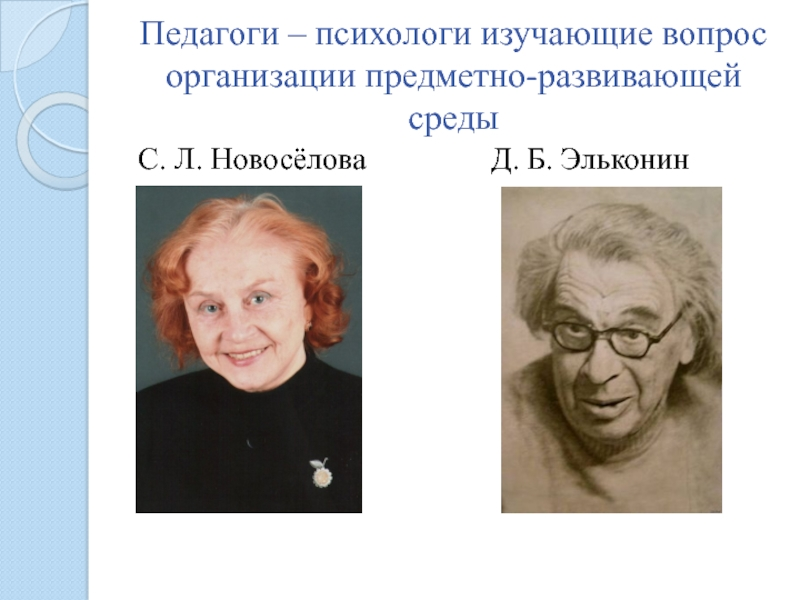 Педагоги – психологи изучающие вопрос
организации предметно-развивающей
среды
С. Л. Новосёлова
Д. Б. Эльконин